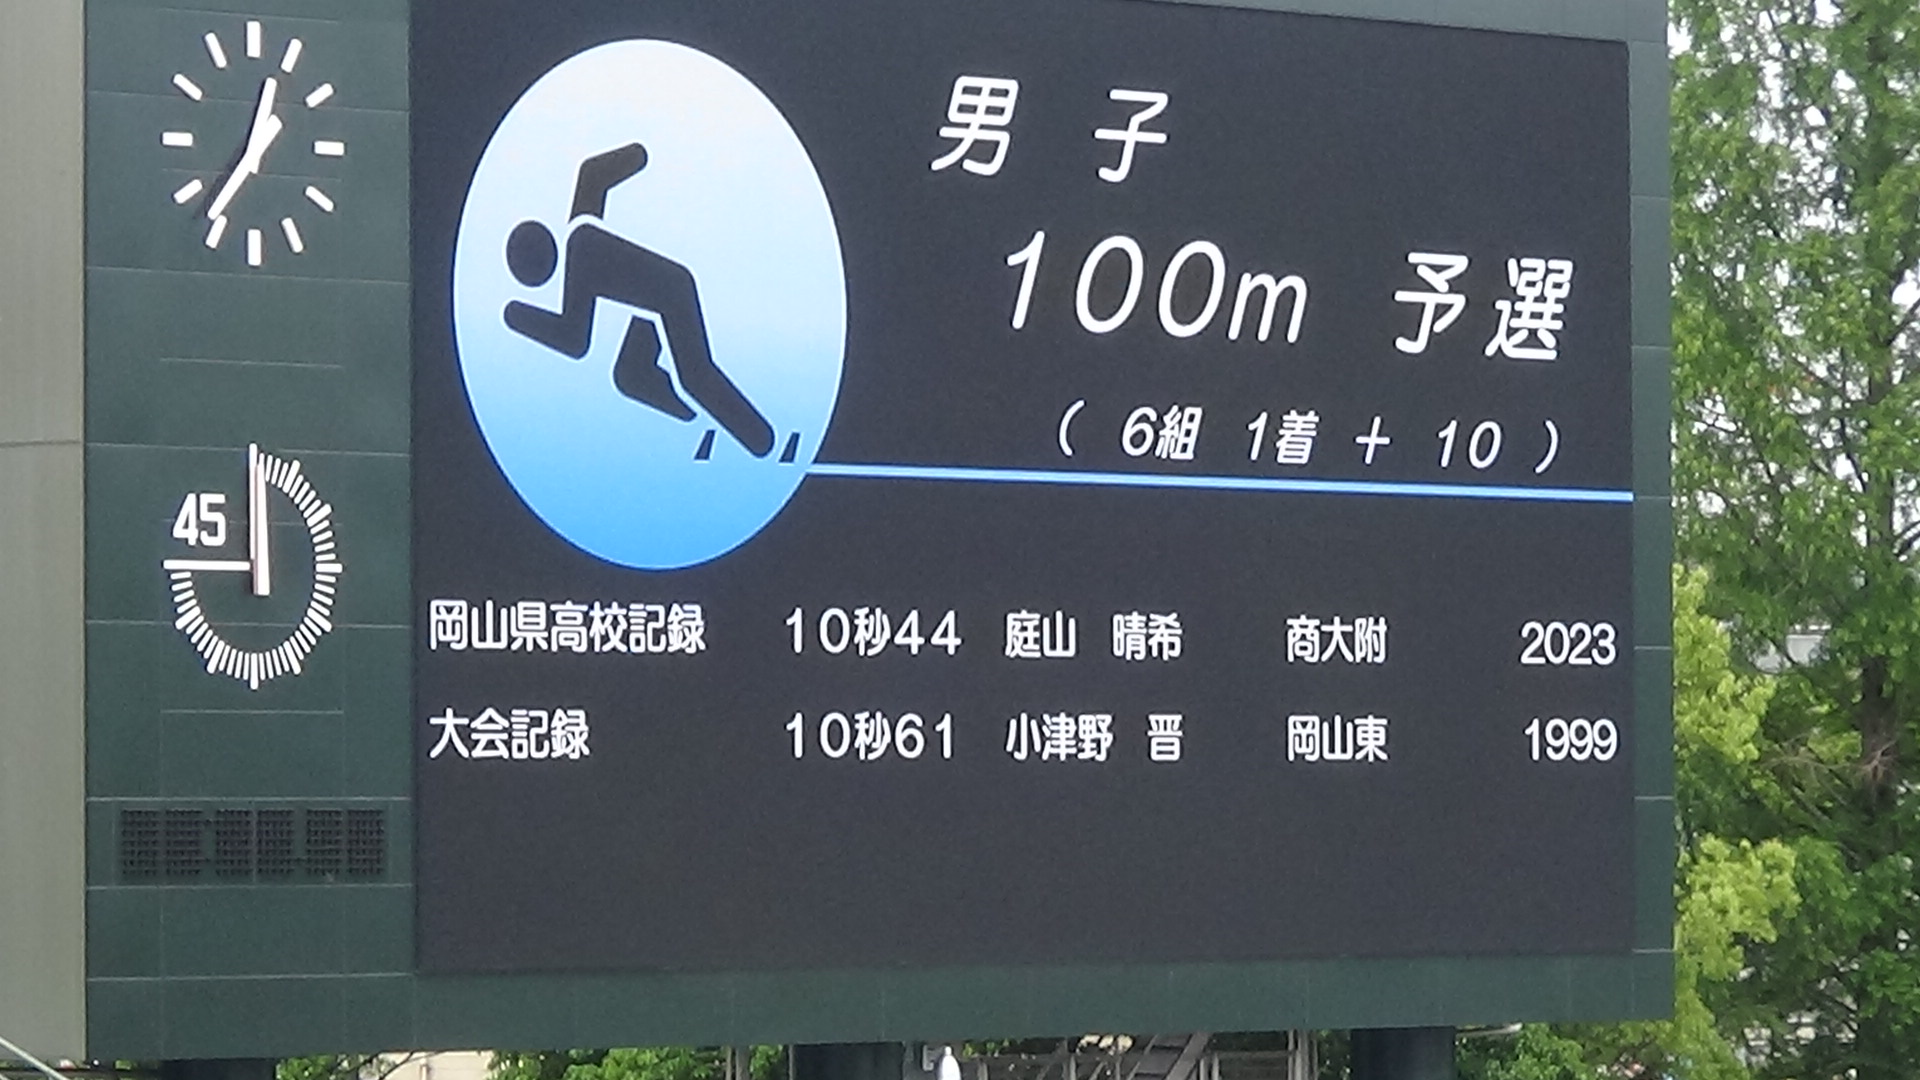 男子
100m 予選
( 6組 1着 + 10 )
45
岡山県高校記録 10秒44 庭山 晴希 商大附 2023
大会記録 10秒61 小津野 晋 岡山東 1999